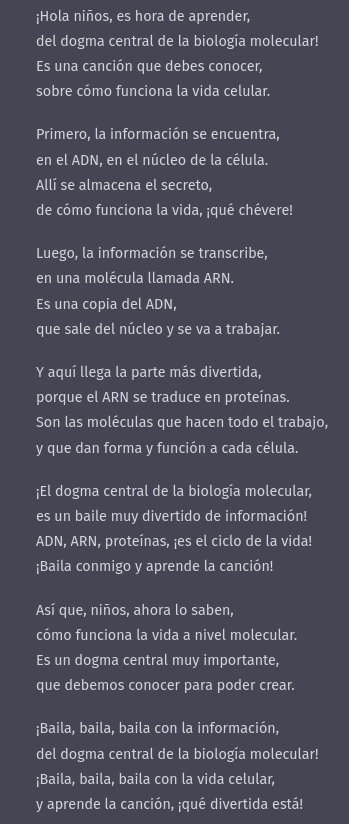 ¡Hola niños, es hora de aprender,
del dogma central de la biología molecular!
Es una canción que debes conocer,
sobre cómo funciona la vida celular.
Primero, la información se encuentra,
en el ADN, en el núcleo de la célula.
Allí se almacena el secreto,
de cómo funciona la vida, ¡qué chévere!
Luego, la información se transcribe,
en una molécula llamada ARN.
Es una copia del ADN,
que sale del núcleo y se va a trabajar.
Y aquí llega la parte más divertida,
porque el ARN se traduce en proteínas.
Son las moléculas que hacen todo el trabajo,
y que dan forma y función a cada célula.
¡El dogma central de la biología molecular,
es un baile muy divertido de información!
ADN, ARN, proteínas, ¡es el ciclo de la vida!
¡Baila conmigo y aprende la canción!
Así que, niños, ahora lo saben,
cómo funciona la vida a nivel molecular.
Es un dogma central muy importante,
que debemos conocer para poder crear.
¡Baila, baila, baila con la información,
del dogma central de la biología molecular!
¡Baila, baila, baila con la vida celular,
y aprende la canción, ¡qué divertida está!